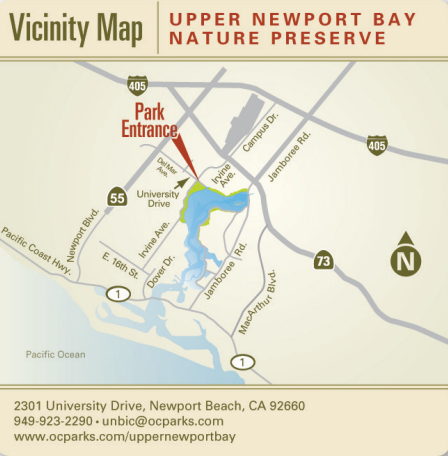 Vicinity Map
UPPER NEWPORT BAY
NATURE PRESERVE
405
Park
Entrance
Campus Dr.
Jamboree Rd.
405
Del Mar
Ave.
Irvine
Ave.
University
Drive
55
Newport Blvd.
Irvine Ave.
Pacific Coast Hwy.
E. 16th St.
Dover Dr.
Jamboree Rd.
MacArthur Blvd.
73
N
1
1
Pacific Ocean
2301 University Drive, Newport Beach, CA 92660
949-923-2290 • unbic@ocparks.com
www.ocparks.com/uppernewportbay